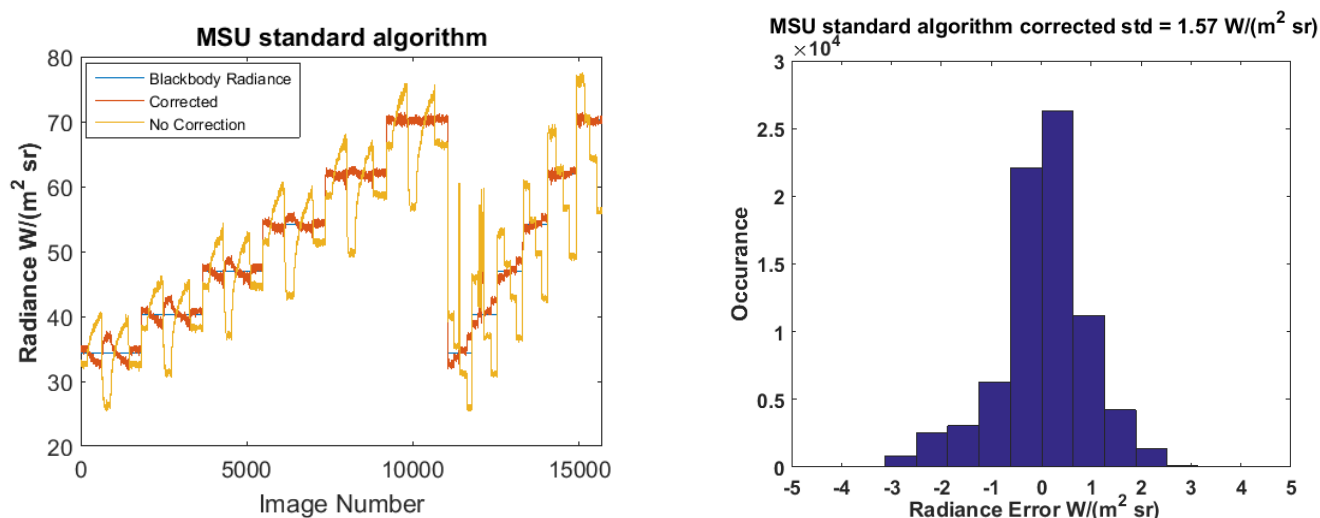 MSU standard algorithm
80
70
60
50
40
30
20
Radiance W/(m² sr)
Blackbody Radiance
Corrected
No Correction
0
5000
10000
15000
Image Number
MSU standard algorithm corrected std = 1.57 W/(m² sr)
×10⁴
3
2.5
2
1.5
1
0.5
0
Occurance
-5 -4 -3 -2 -1 0 1 2 3 4 5
Radiance Error W/(m² sr)